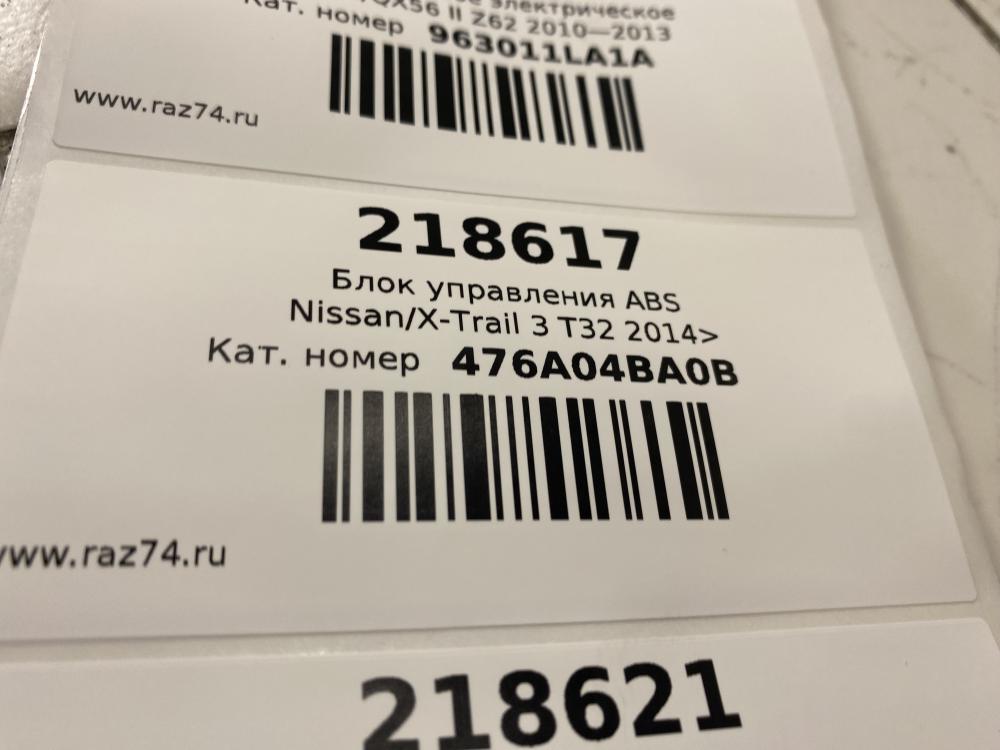 электрическое
QX56 II Z62 2010—2013
Кат. номер 963011LA1A
www.raz74.ru
218617
Блок управления ABS
Nissan/X-Trail 3 T32 2014>
Кат. номер 476A04BA0B
www.raz74.ru
218621